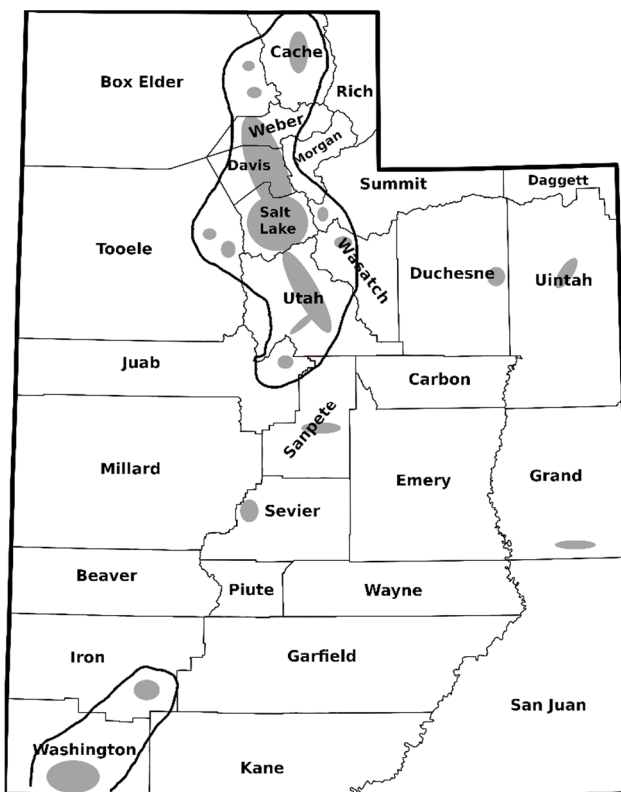 Cache
Box Elder
Rich
Weber
Morgan
Davis
Summit
Daggett
Salt
Lake
Tooele
Wasatch
Duchesne
Uintah
Utah
Juab
Carbon
Sanpete
Millard
Emery
Grand
Sevier
Beaver
Piute
Wayne
Iron
Garfield
San Juan
Washington
Kane